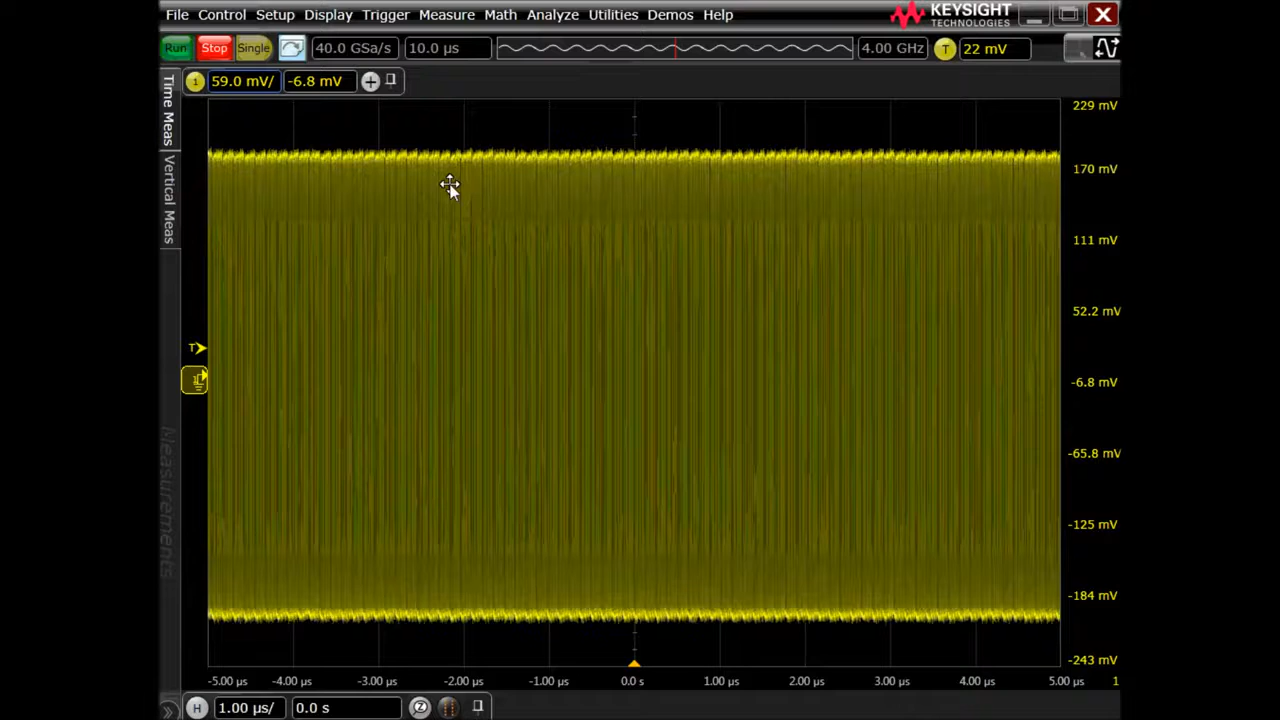 File Control Setup Display Trigger Measure Math Analyze Utilities Demos Help
KEYSIGHT
TECHNOLOGIES
Run Stop Single 40.0 GSa/s 10.0 µs 4.00 GHz T 22 mV
1 59.0 mV/ -6.8 mV
Time Meas
Vertical Meas
Measurements
229 mV
170 mV
111 mV
52.2 mV
T
-6.8 mV
-65.8 mV
-125 mV
-184 mV
-243 mV
-5.00 µs -4.00 µs -3.00 µs -2.00 µs -1.00 µs 0.0 s 1.00 µs 2.00 µs 3.00 µs 4.00 µs 5.00 µs 1
H 1.00 µs/ 0.0 s Z